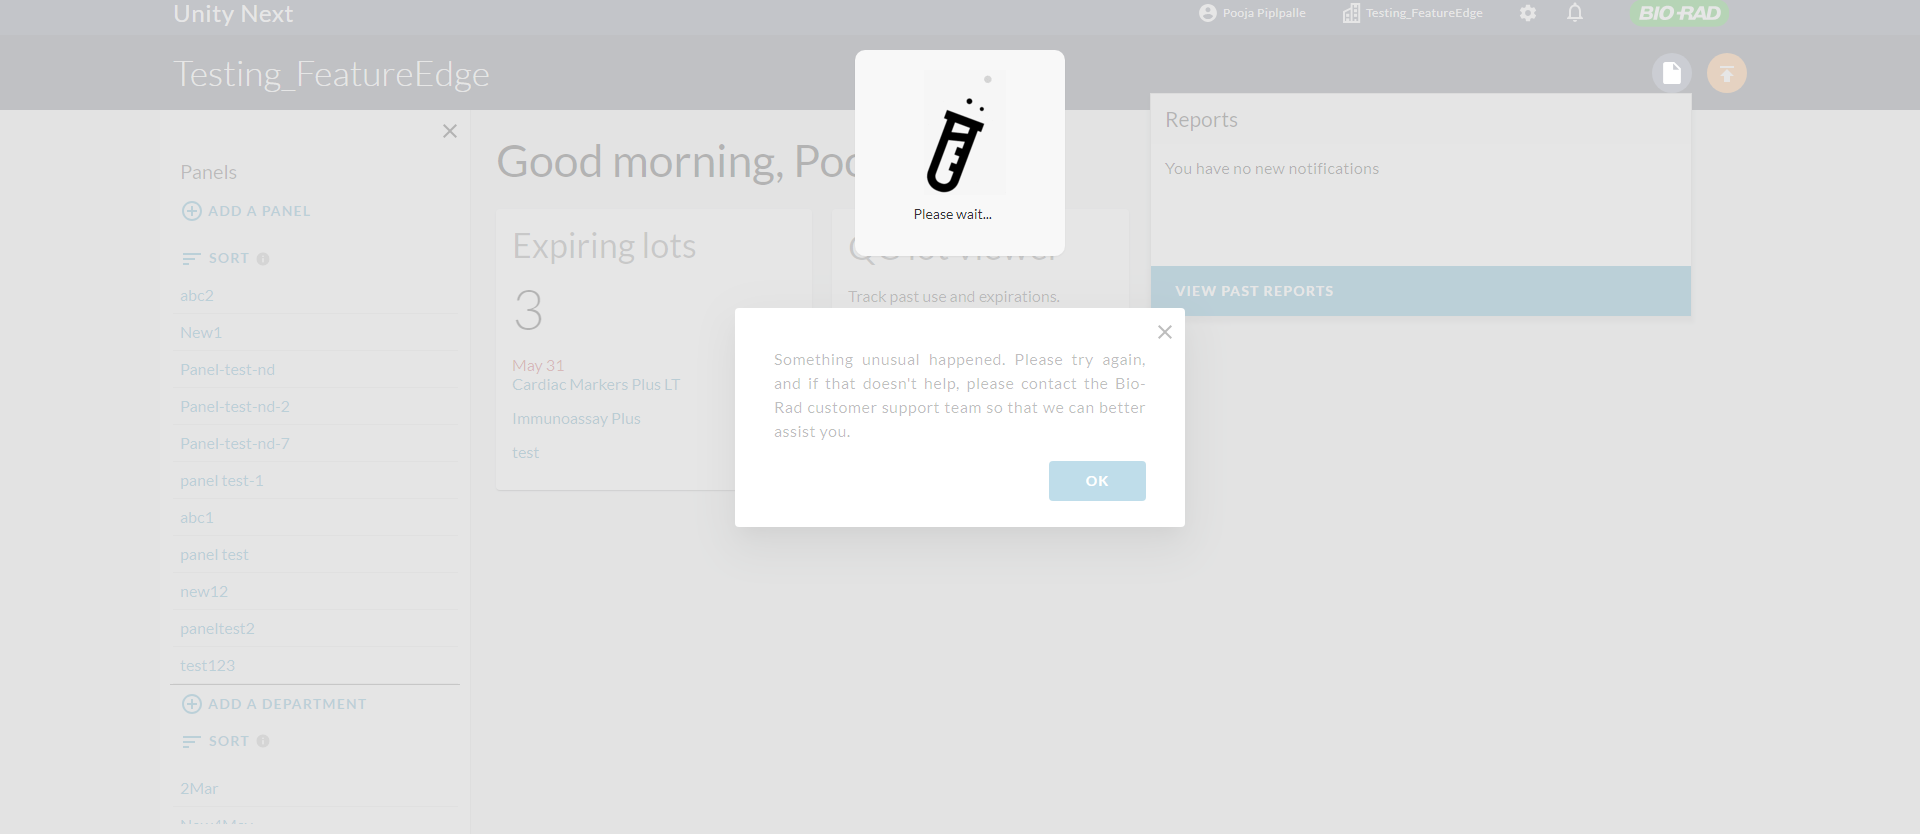 Unity Next
Pooja Piplpalle
Testing_FeatureEdge
BIO-RAD
Testing_FeatureEdge
Please wait...
Reports
You have no new notifications
VIEW PAST REPORTS
Panels
ADD A PANEL
SORT
abc2
New1
Panel-test-nd
Panel-test-nd-2
Panel-test-nd-7
panel test-1
abc1
panel test
new12
paneltest2
test123
ADD A DEPARTMENT
SORT
2Mar
Good morning, Poo
Expiring lots
3
May 31
Cardiac Markers Plus LT
Immunoassay Plus
test
QC lot viewer
Track past use and expirations.
Something unusual happened. Please try again,
and if that doesn't help, please contact the Bio-
Rad customer support team so that we can better
assist you.
OK